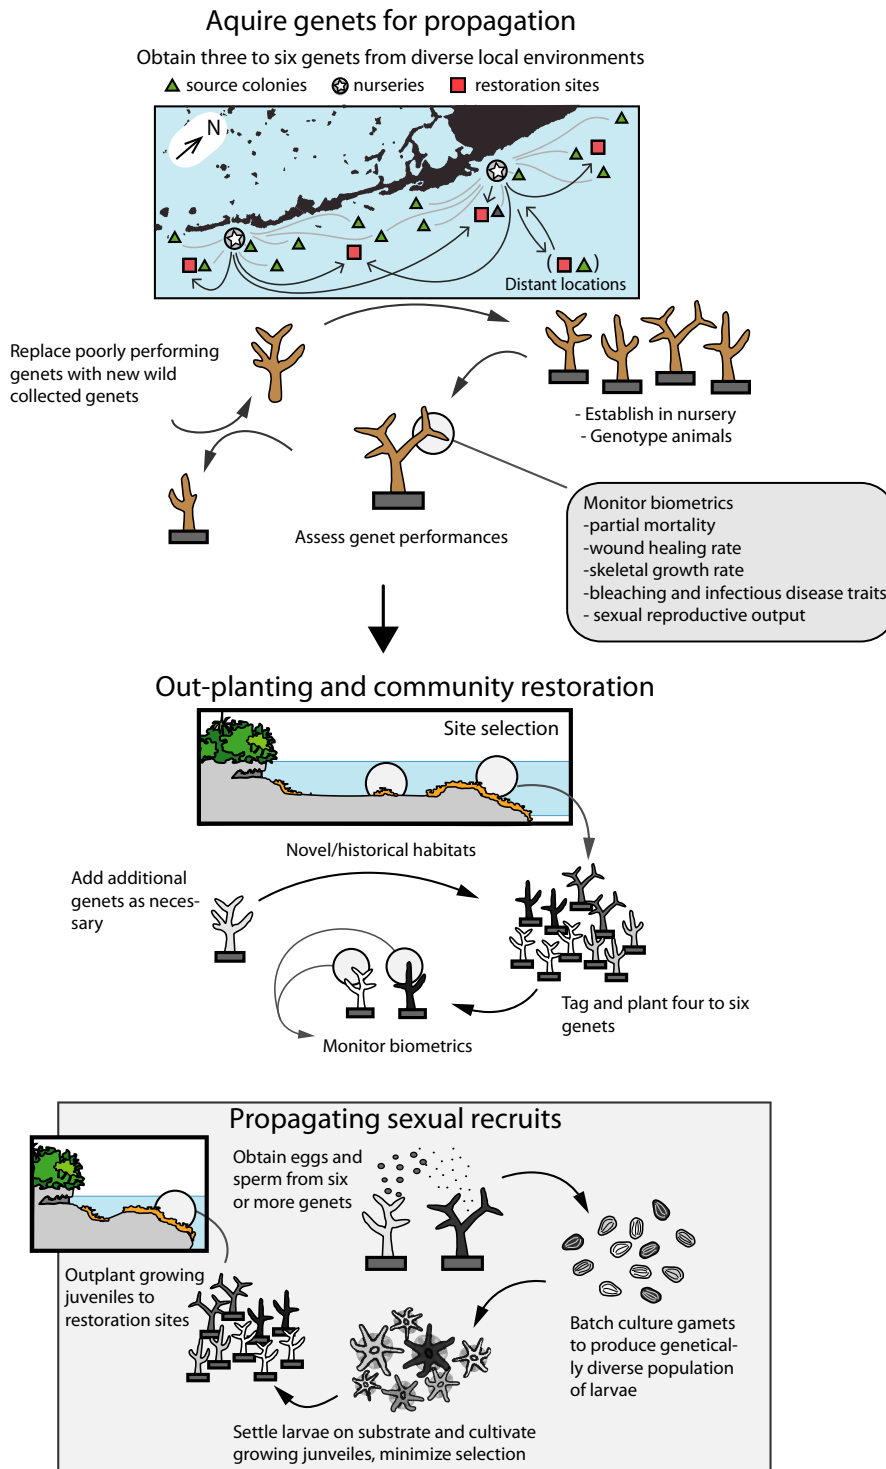 Aquire genets for propagation
Obtain three to six genets from diverse local environments
source colonies nurseries restoration sites
N
( )
Distant locations
Replace poorly performing
genets with new wild
collected genets
- Establish in nursery
- Genotype animals
Assess genet performances
Monitor biometrics
-partial mortality
-wound healing rate
-skeletal growth rate
-bleaching and infectious disease traits
- sexual reproductive output
Out-planting and community restoration
Site selection
Novel/historical habitats
Add additional
genets as neces-
sary
Tag and plant four to six
genets
Monitor biometrics
Propagating sexual recruits
Obtain eggs and
sperm from six
or more genets
Outplant growing
juveniles to
restoration sites
Batch culture gamets
to produce genetical-
ly diverse population
of larvae
Settle larvae on substrate and cultivate
growing junveiles, minimize selection